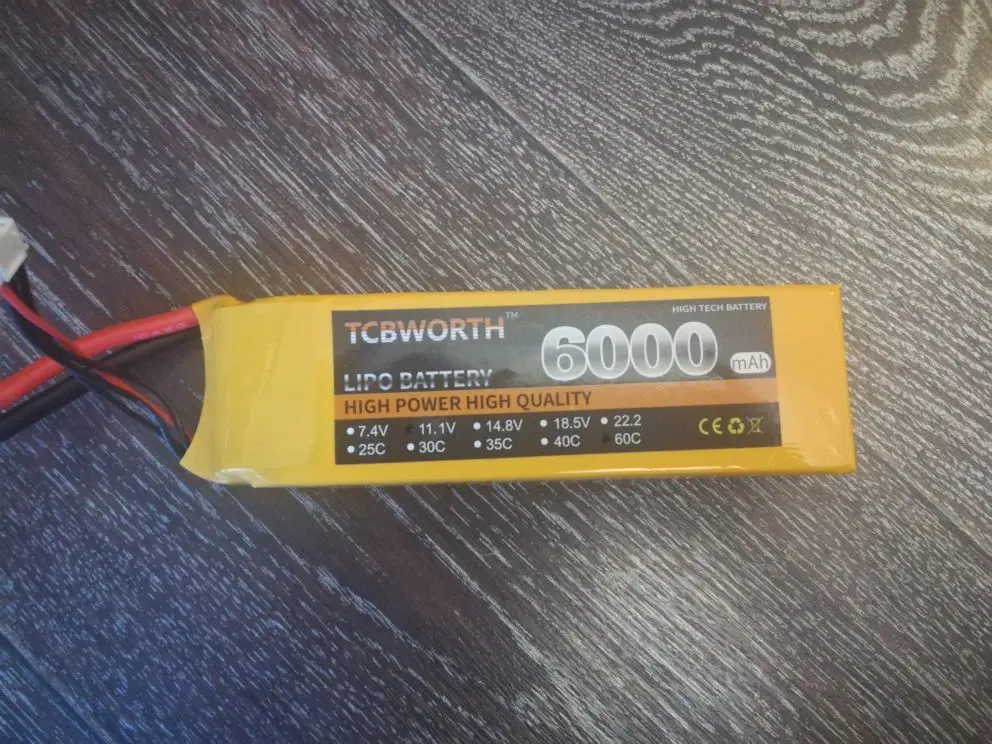 HIGH TECH BATTERY
TCBWORTH™
6000 mAh
LIPO BATTERY
HIGH POWER HIGH QUALITY
• 7.4V • 11.1V • 14.8V • 18.5V • 22.2
• 25C • 30C • 35C • 40C • 60C
CE